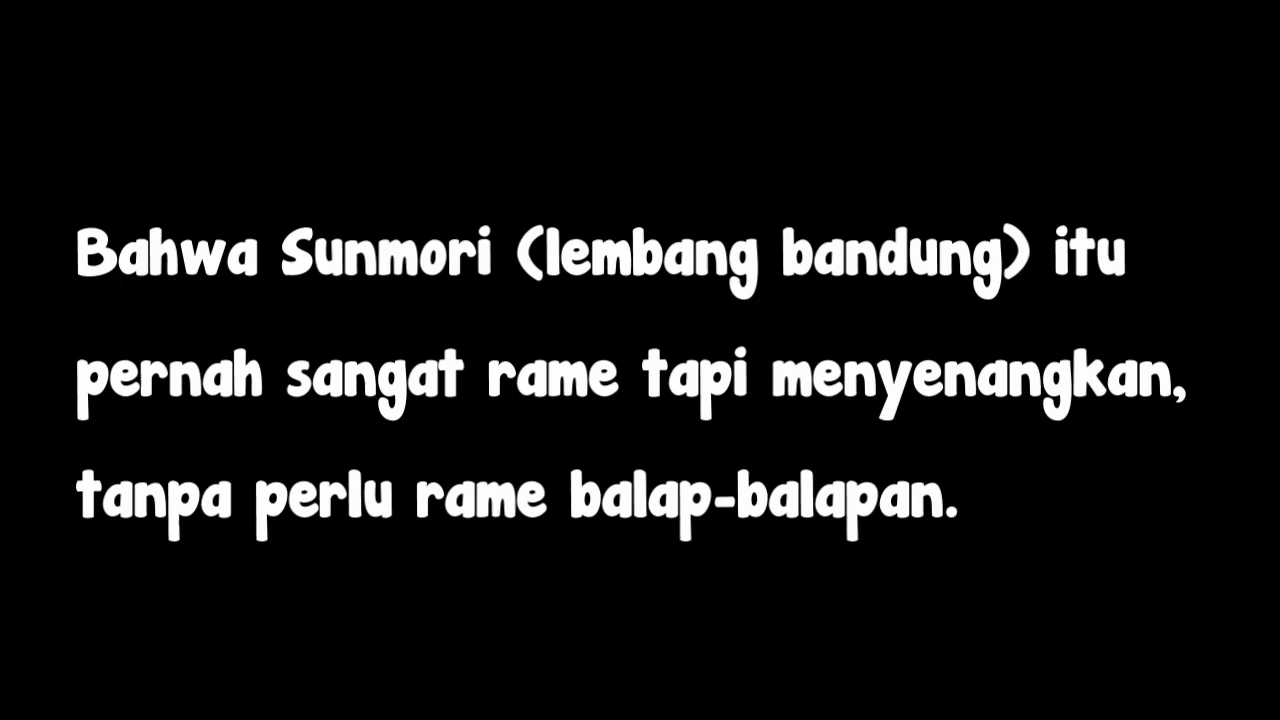 Bahwa Sunmori (lembang bandung) itu
pernah sangat rame tapi menyenangkan,
tanpa perlu rame balap-balapan.